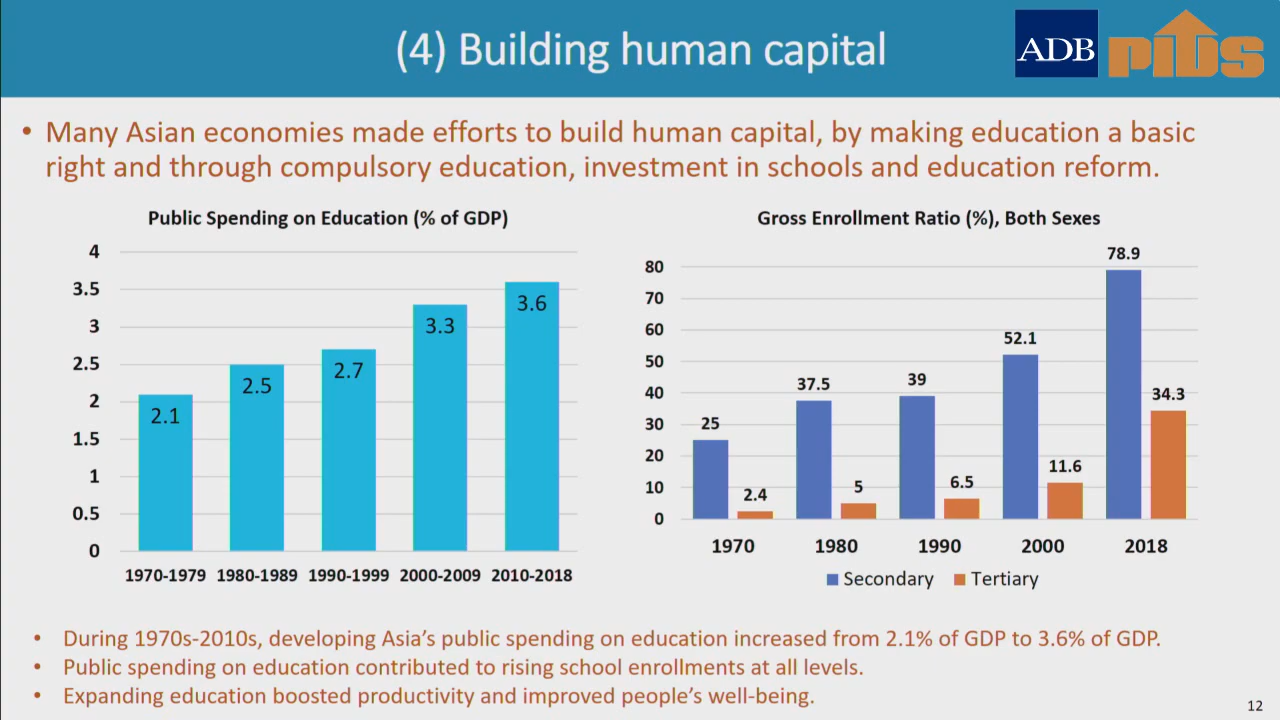 (4) Building human capital
ADB
PIDS
• Many Asian economies made efforts to build human capital, by making education a basic
right and through compulsory education, investment in schools and education reform.
Public Spending on Education (% of GDP)
4
3.5
3
2.5
2
1.5
1
0.5
0
2.1
2.5
2.7
3.3
3.6
1970-1979 1980-1989 1990-1999 2000-2009 2010-2018
Gross Enrollment Ratio (%), Both Sexes
80
70
60
50
40
30
20
10
0
25
2.4
37.5
5
39
6.5
52.1
11.6
78.9
34.3
1970 1980 1990 2000 2018
Secondary Tertiary
• During 1970s-2010s, developing Asia's public spending on education increased from 2.1% of GDP to 3.6% of GDP.
• Public spending on education contributed to rising school enrollments at all levels.
• Expanding education boosted productivity and improved people's well-being.
12